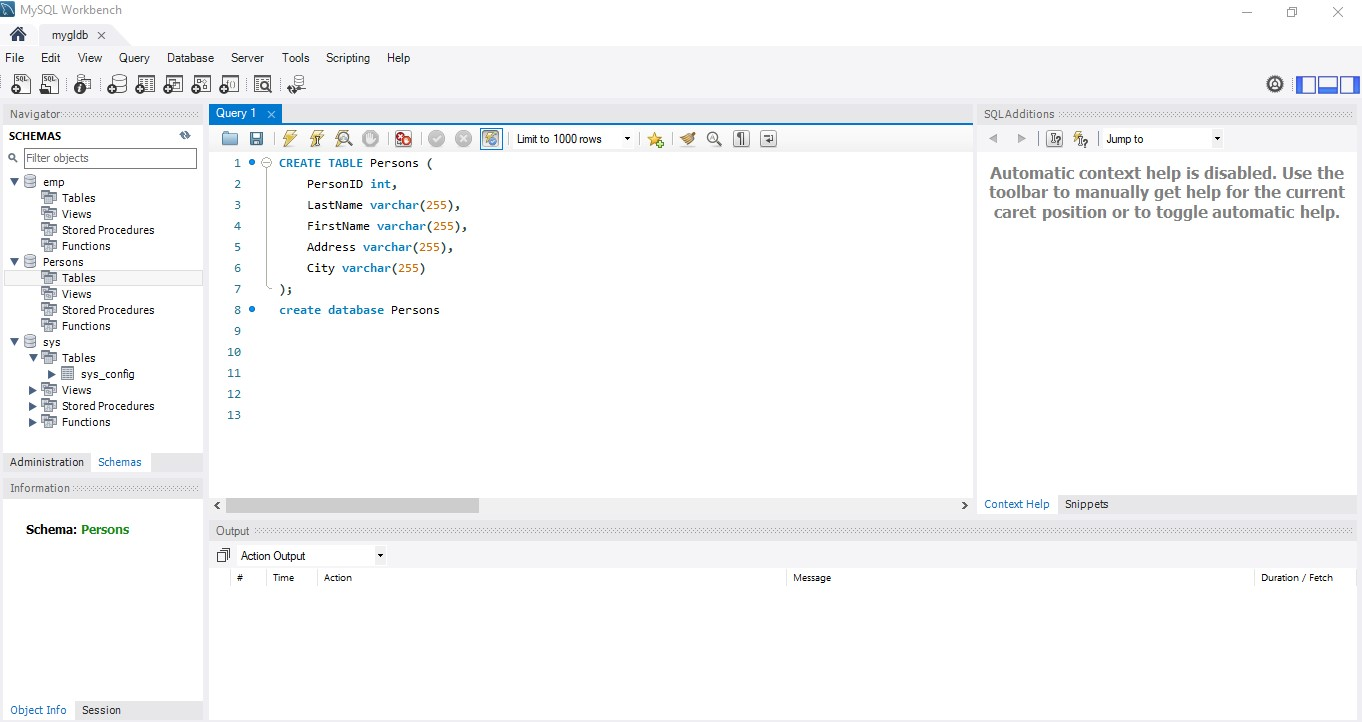 MySQL Workbench
mygldb
File Edit View Query Database Server Tools Scripting Help
Navigator
SCHEMAS
Filter objects
emp
Tables
Views
Stored Procedures
Functions
Persons
Tables
Views
Stored Procedures
Functions
sys
Tables
sys_config
Views
Stored Procedures
Functions
Administration Schemas
Information
Schema: Persons
Object Info Session
Query 1
Limit to 1000 rows
1 CREATE TABLE Persons (
2 PersonID int,
3 LastName varchar(255),
4 FirstName varchar(255),
5 Address varchar(255),
6 City varchar(255)
7 );
8 create database Persons
9
10
11
12
13
SQLAdditions
Jump to
Automatic context help is disabled. Use the
toolbar to manually get help for the current
caret position or to toggle automatic help.
Context Help Snippets
Output
Action Output
# Time Action Message Duration / Fetch